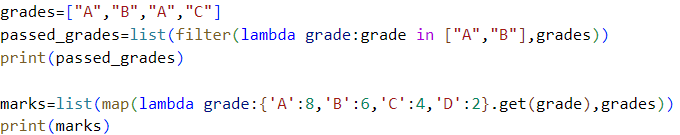 grades=["A","B","A","C"]
passed_grades=list(filter(lambda grade:grade in ["A","B"],grades))
print(passed_grades)
marks=list(map(lambda grade:{'A':8,'B':6,'C':4,'D':2}.get(grade),grades))
print(marks)